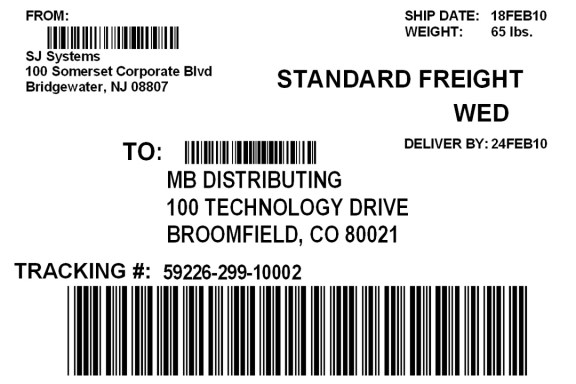 FROM:
SJ Systems
100 Somerset Corporate Blvd
Bridgewater, NJ 08807
SHIP DATE: 18FEB10
WEIGHT: 65 lbs.
STANDARD FREIGHT
WED
DELIVER BY: 24FEB10
TO:
MB DISTRIBUTING
100 TECHNOLOGY DRIVE
BROOMFIELD, CO 80021
TRACKING #: 59226-299-10002